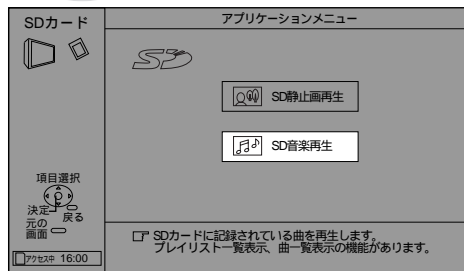 SDカード
アプリケーションメニュー
SD
SD静止画再生
SD音楽再生
項目選択
決定
戻る
元の
画面
アクセス中 16:00
☞ SDカードに記録されている曲を再生します。
プレイリスト一覧表示、曲一覧表示の機能があります。